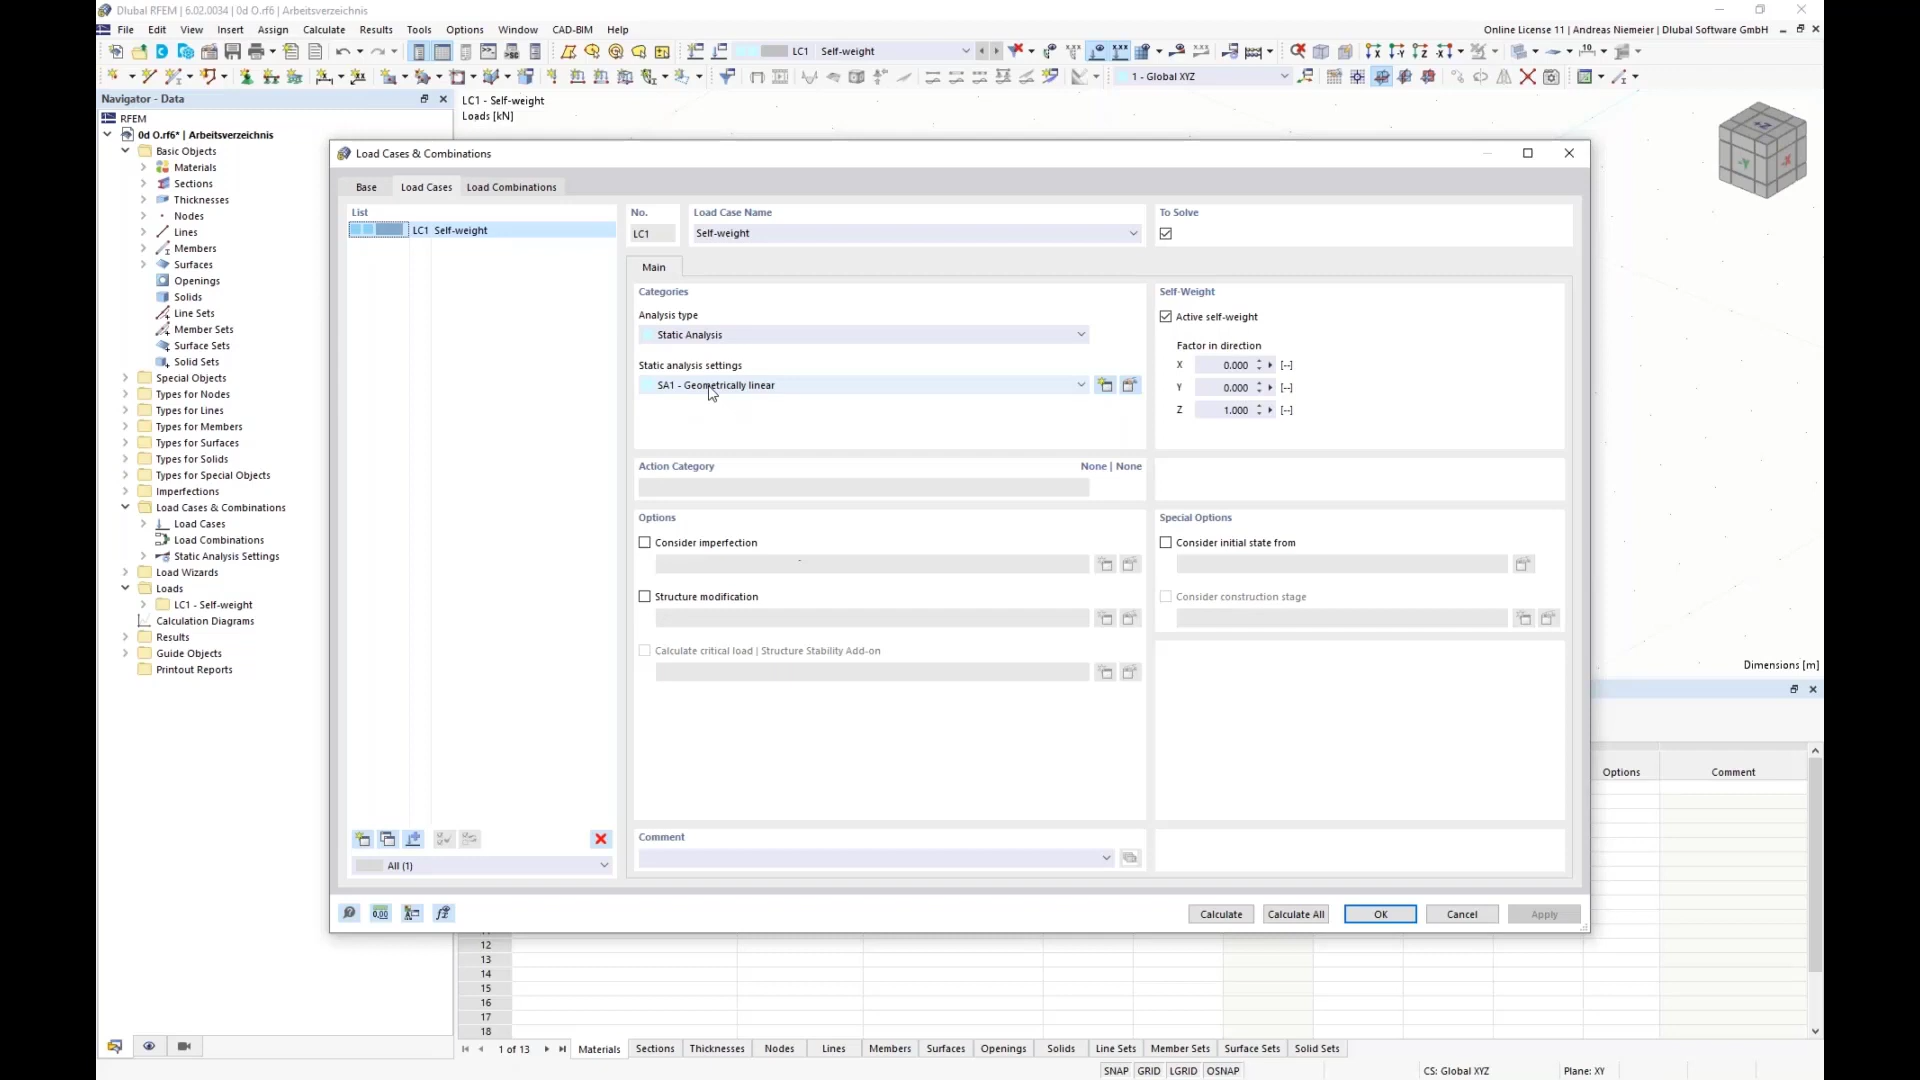 Dlubal RFEM | 6.02.0034 | 0d O.rf6 | Arbeitsverzeichnis
File Edit View Insert Assign Calculate Results Tools Options Window CAD-BIM Help
Online License 11 | Andreas Niemeier | Dlubal Software GmbH
LC1 Self-weight
1 - Global XYZ
Navigator - Data
RFEM
0d O.rf6* | Arbeitsverzeichnis
Basic Objects
Materials
Sections
Thicknesses
Nodes
Lines
Members
Surfaces
Openings
Solids
Line Sets
Member Sets
Surface Sets
Solid Sets
Special Objects
Types for Nodes
Types for Lines
Types for Members
Types for Surfaces
Types for Solids
Types for Special Objects
Imperfections
Load Cases & Combinations
Load Cases
Load Combinations
Static Analysis Settings
Load Wizards
Loads
LC1 - Self-weight
Calculation Diagrams
Results
Guide Objects
Printout Reports
LC1 - Self-weight
Loads [kN]
Load Cases & Combinations
Base Load Cases Load Combinations
List
LC1 Self-weight
All (1)
No.
LC1
Load Case Name
Self-weight
To Solve
Main
Categories
Analysis type
Static Analysis
Static analysis settings
SA1 - Geometrically linear
Self-Weight
Active self-weight
Factor in direction
X 0.000 [--]
Y 0.000 [--]
Z 1.000 [--]
Action Category None | None
Options
Consider imperfection
Structure modification
Calculate critical load | Structure Stability Add-on
Special Options
Consider initial state from
Consider construction stage
Comment
Calculate Calculate All OK Cancel Apply
+Z
-Y
-X
Dimensions [m]
Options Comment
12
13
14
15
16
17
18
1 of 13 Materials Sections Thicknesses Nodes Lines Members Surfaces Openings Solids Line Sets Member Sets Surface Sets Solid Sets
SNAP GRID LGRID OSNAP CS: Global XYZ Plane: XY